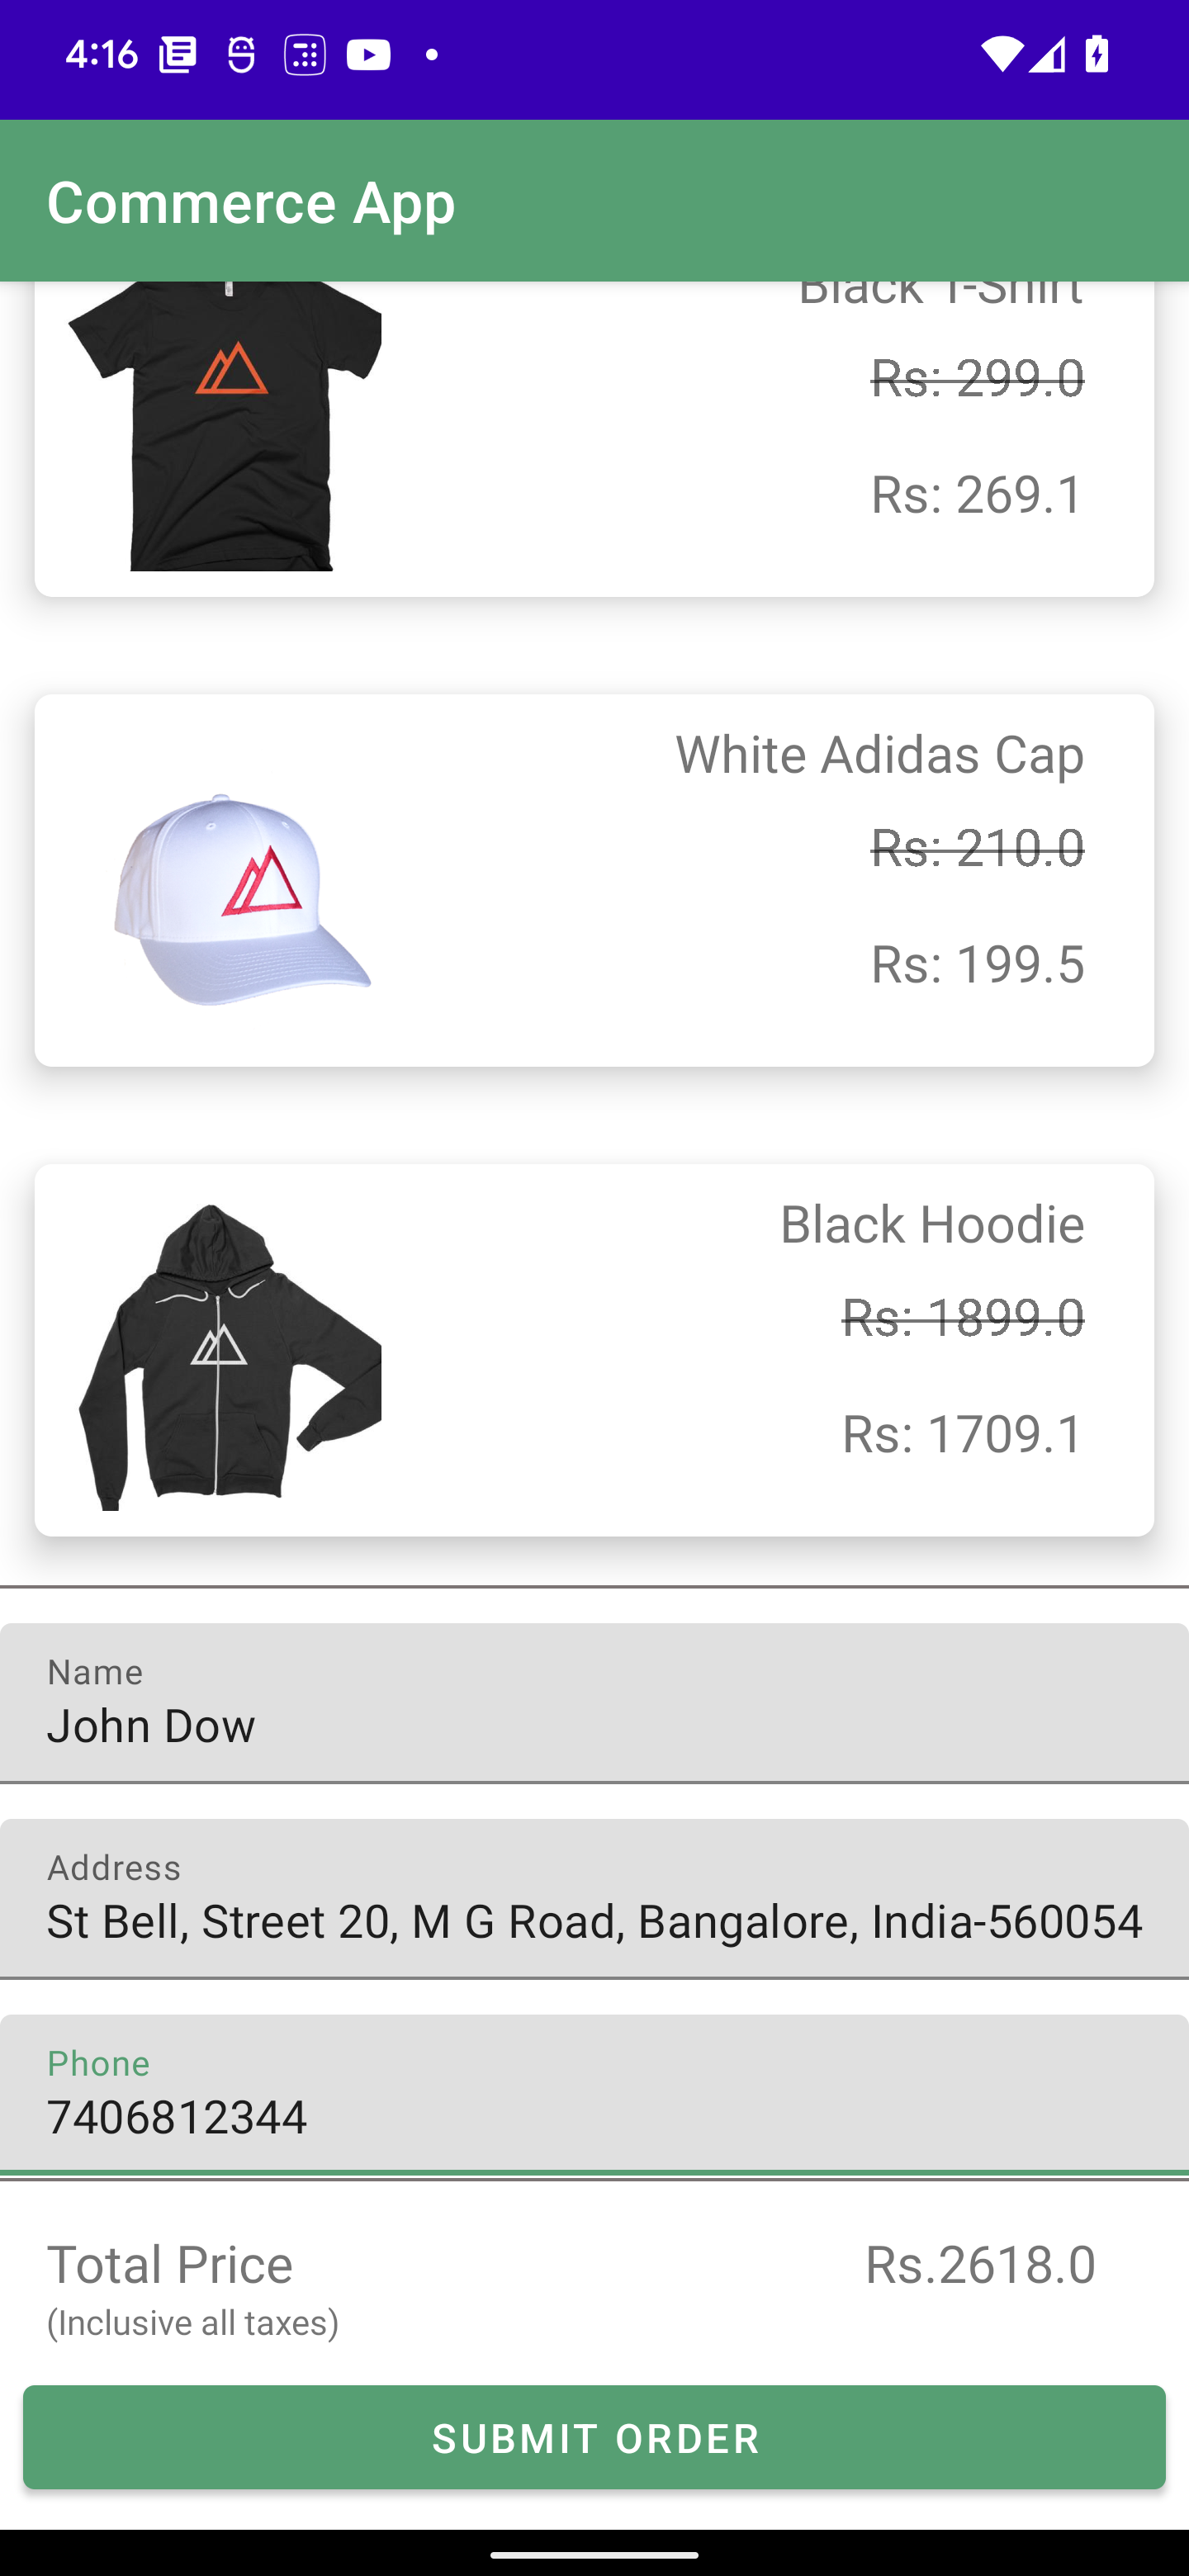 4:16
Commerce App
Black T-Shirt
Rs: 299.0
Rs: 269.1
White Adidas Cap
Rs: 210.0
Rs: 199.5
Black Hoodie
Rs: 1899.0
Rs: 1709.1
Name
John Dow
Address
St Bell, Street 20, M G Road, Bangalore, India-560054
Phone
7406812344
Total Price
Rs.2618.0
(Inclusive all taxes)
SUBMIT ORDER